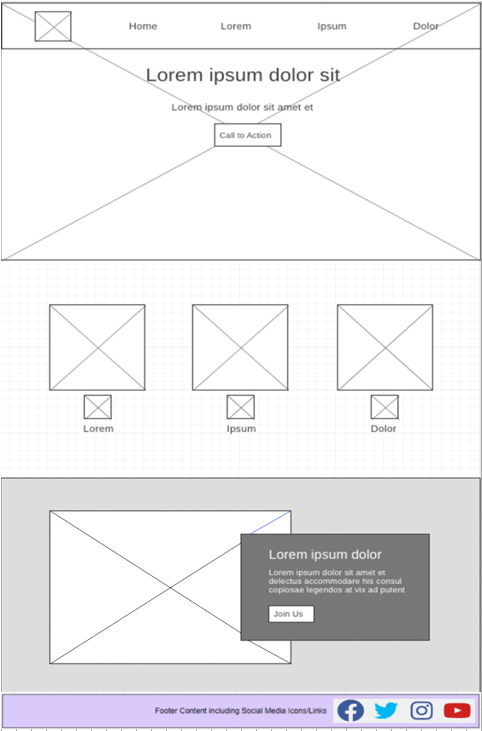 Home Lorem Ipsum Dolor
Lorem ipsum dolor sit
Lorem ipsum dolor sit amet et
Call to Action
Lorem Ipsum Dolor
Lorem ipsum dolor
Lorem ipsum dolor sit amet et
delectus accommodare his consul
copiosae legendos at vix ad putent
Join Us
Footer Content including Social Media Icons/Links